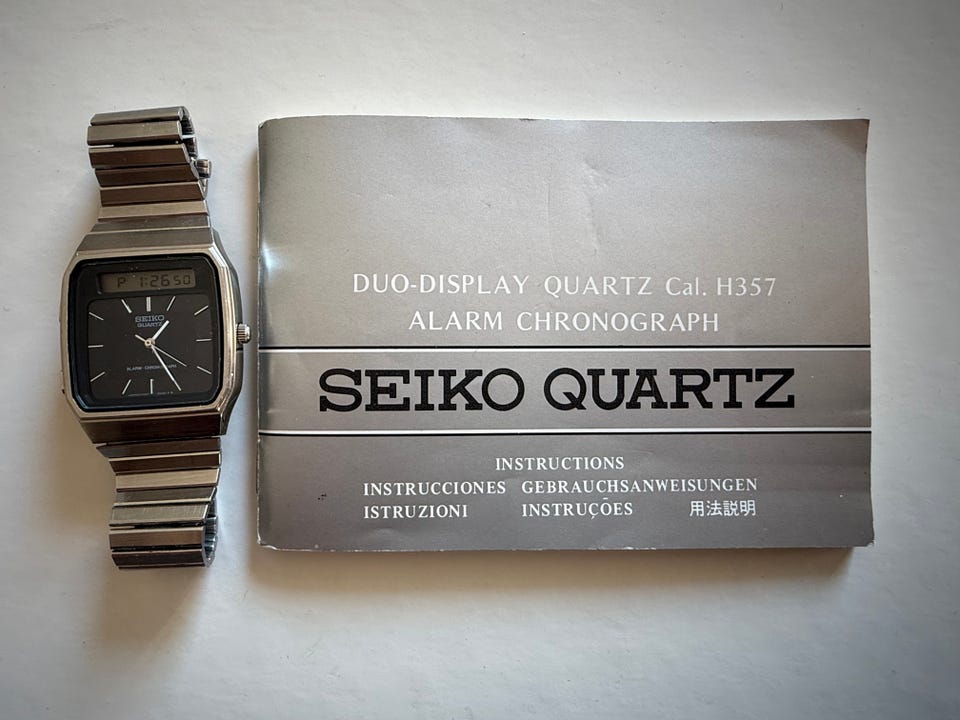 P 1:26 50
SEIKO
QUARTZ
ALARM-CHRONOGRAPH
DUO-DISPLAY QUARTZ Cal. H357
ALARM CHRONOGRAPH
SEIKO QUARTZ
INSTRUCTIONS
INSTRUCCIONES GEBRAUCHSANWEISUNGEN
ISTRUZIONI INSTRUÇÕES 用法説明